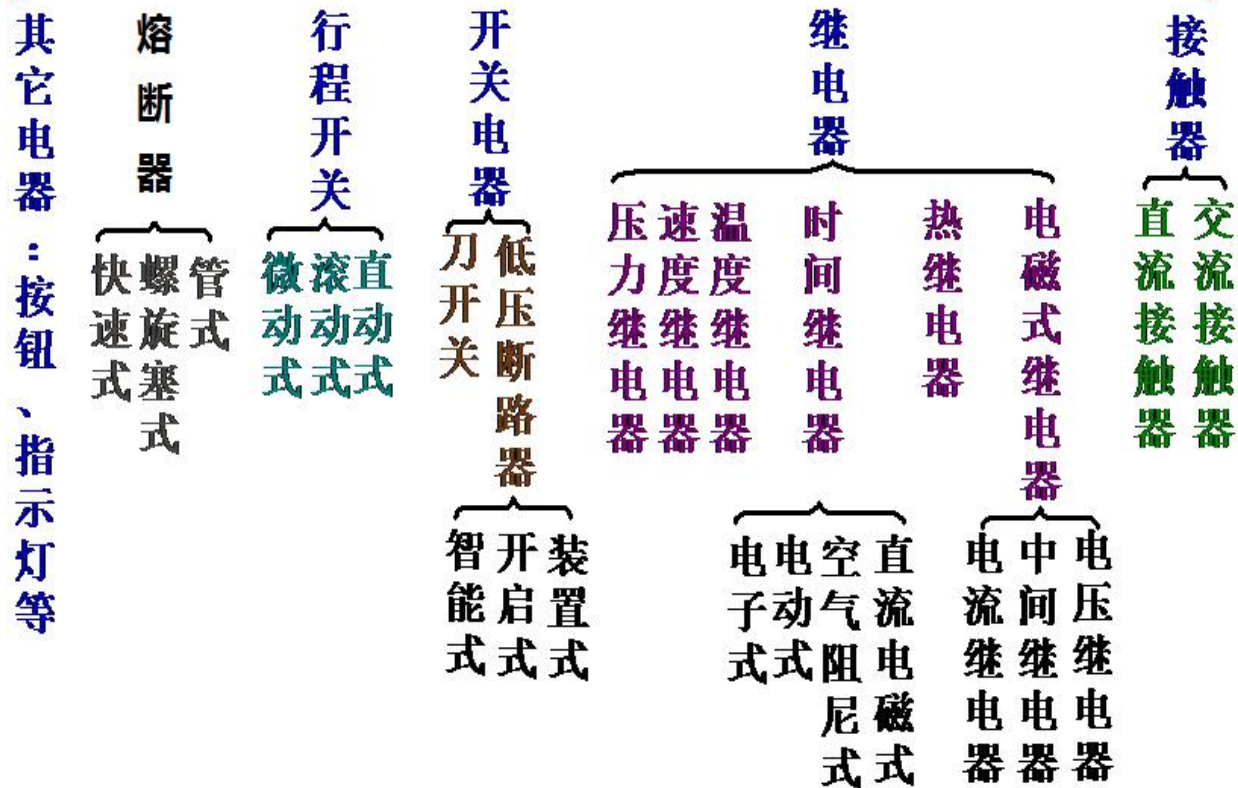 接触器
交流接触器
直流接触器
继电器
电磁式继电器
电压继电器
中间继电器
电流继电器
热继电器
时间继电器
直流电磁式
空气阻尼式
电动式
电子式
温度继电器
速度继电器
压力继电器
开关电器
低压断路器
装置式
开启式
智能式
刀开关
行程开关
直动式
滚动式
微动式
熔断器
管式
螺旋塞式
快速式
其它电器：按钮、指示灯等